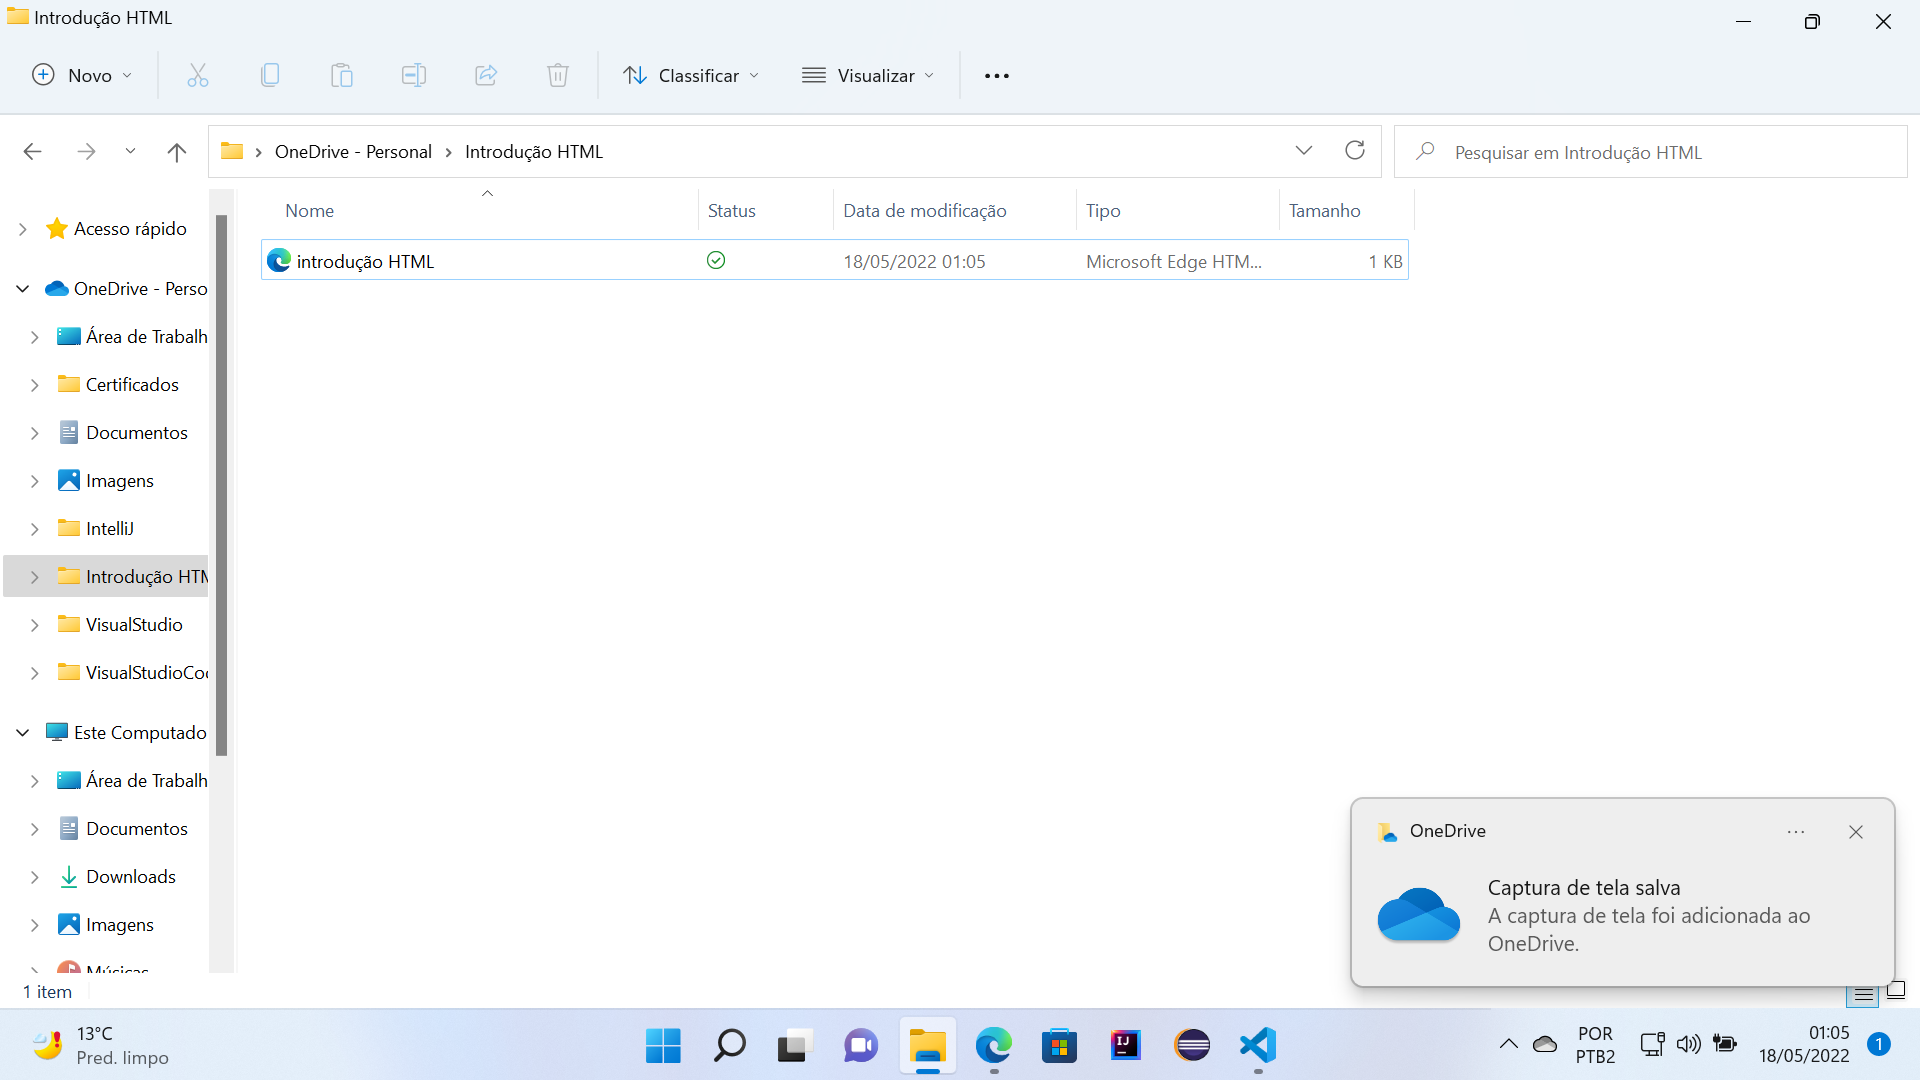 Introdução HTML
Novo
Classificar
Visualizar
OneDrive - Personal
Introdução HTML
Pesquisar em Introdução HTML
Nome
Status
Data de modificação
Tipo
Tamanho
introdução HTML
18/05/2022 01:05
Microsoft Edge HTM...
1 KB
Acesso rápido
OneDrive - Perso
Área de Trabalh
Certificados
Documentos
Imagens
IntelliJ
Introdução HTM
VisualStudio
VisualStudioCo
Este Computado
Área de Trabalh
Documentos
Downloads
Imagens
Músicas
1 item
OneDrive
Captura de tela salva
A captura de tela foi adicionada ao
OneDrive.
13°C
Pred. limpo
IJ
POR
PTB2
01:05
18/05/2022
1